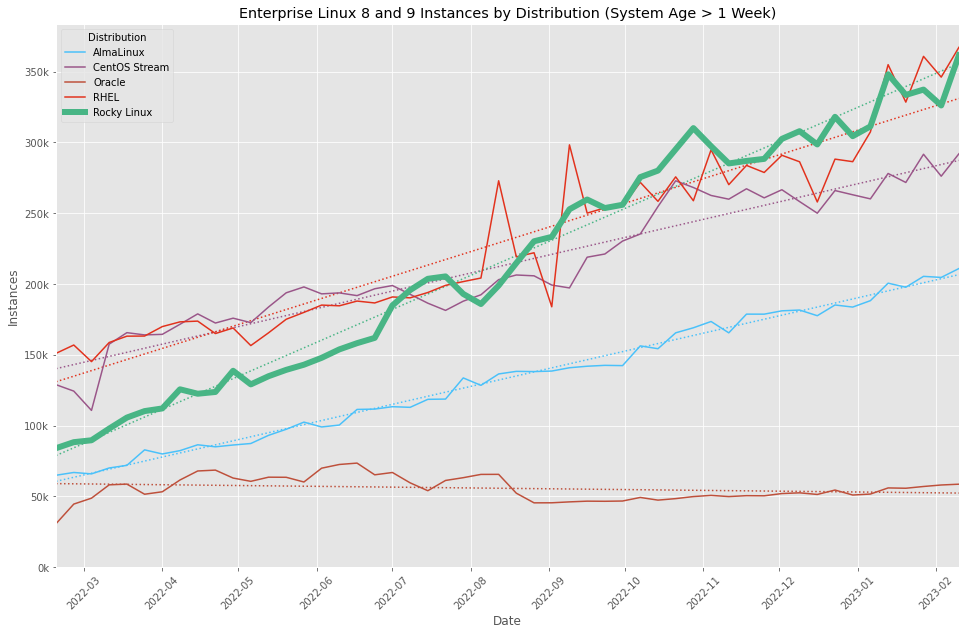 Enterprise Linux 8 and 9 Instances by Distribution (System Age > 1 Week)
Distribution
AlmaLinux
CentOS Stream
Oracle
RHEL
Rocky Linux
350k
300k
250k
200k
150k
100k
50k
0k
Instances
2022-03
2022-04
2022-05
2022-06
2022-07
2022-08
2022-09
2022-10
2022-11
2022-12
2023-01
2023-02
Date